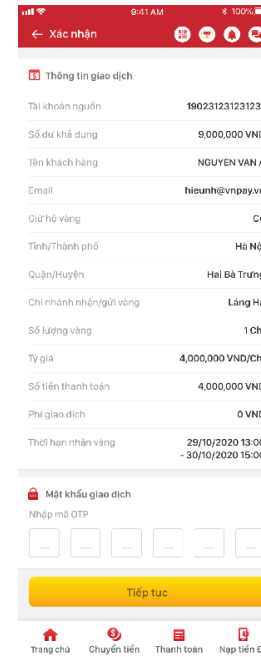 9:41 AM 100%
Xác nhận
Thông tin giao dịch
Tài khoản nguồn 19023123123123
Số dư khả dụng 9,000,000 VND
Tên khách hàng NGUYEN VAN
Email hieunh@vnpay.vn
Giữ hộ vàng
Tỉnh/Thành phố Hà Nội
Quận/Huyện Hai Bà Trưng
Chi nhánh nhận/gửi vàng Láng Hạ
Số lượng vàng 1 Chỉ
Tỷ giá 4,000,000 VND/Chỉ
Số tiền thanh toán 4,000,000 VND
Phí giao dịch 0 VND
Thời hạn nhận vàng 29/10/2020 13:00
- 30/10/2020 15:00
Mật khẩu giao dịch
Nhập mã OTP
Tiếp tục
Trang chủ Chuyển tiền Thanh toán Nạp tiền